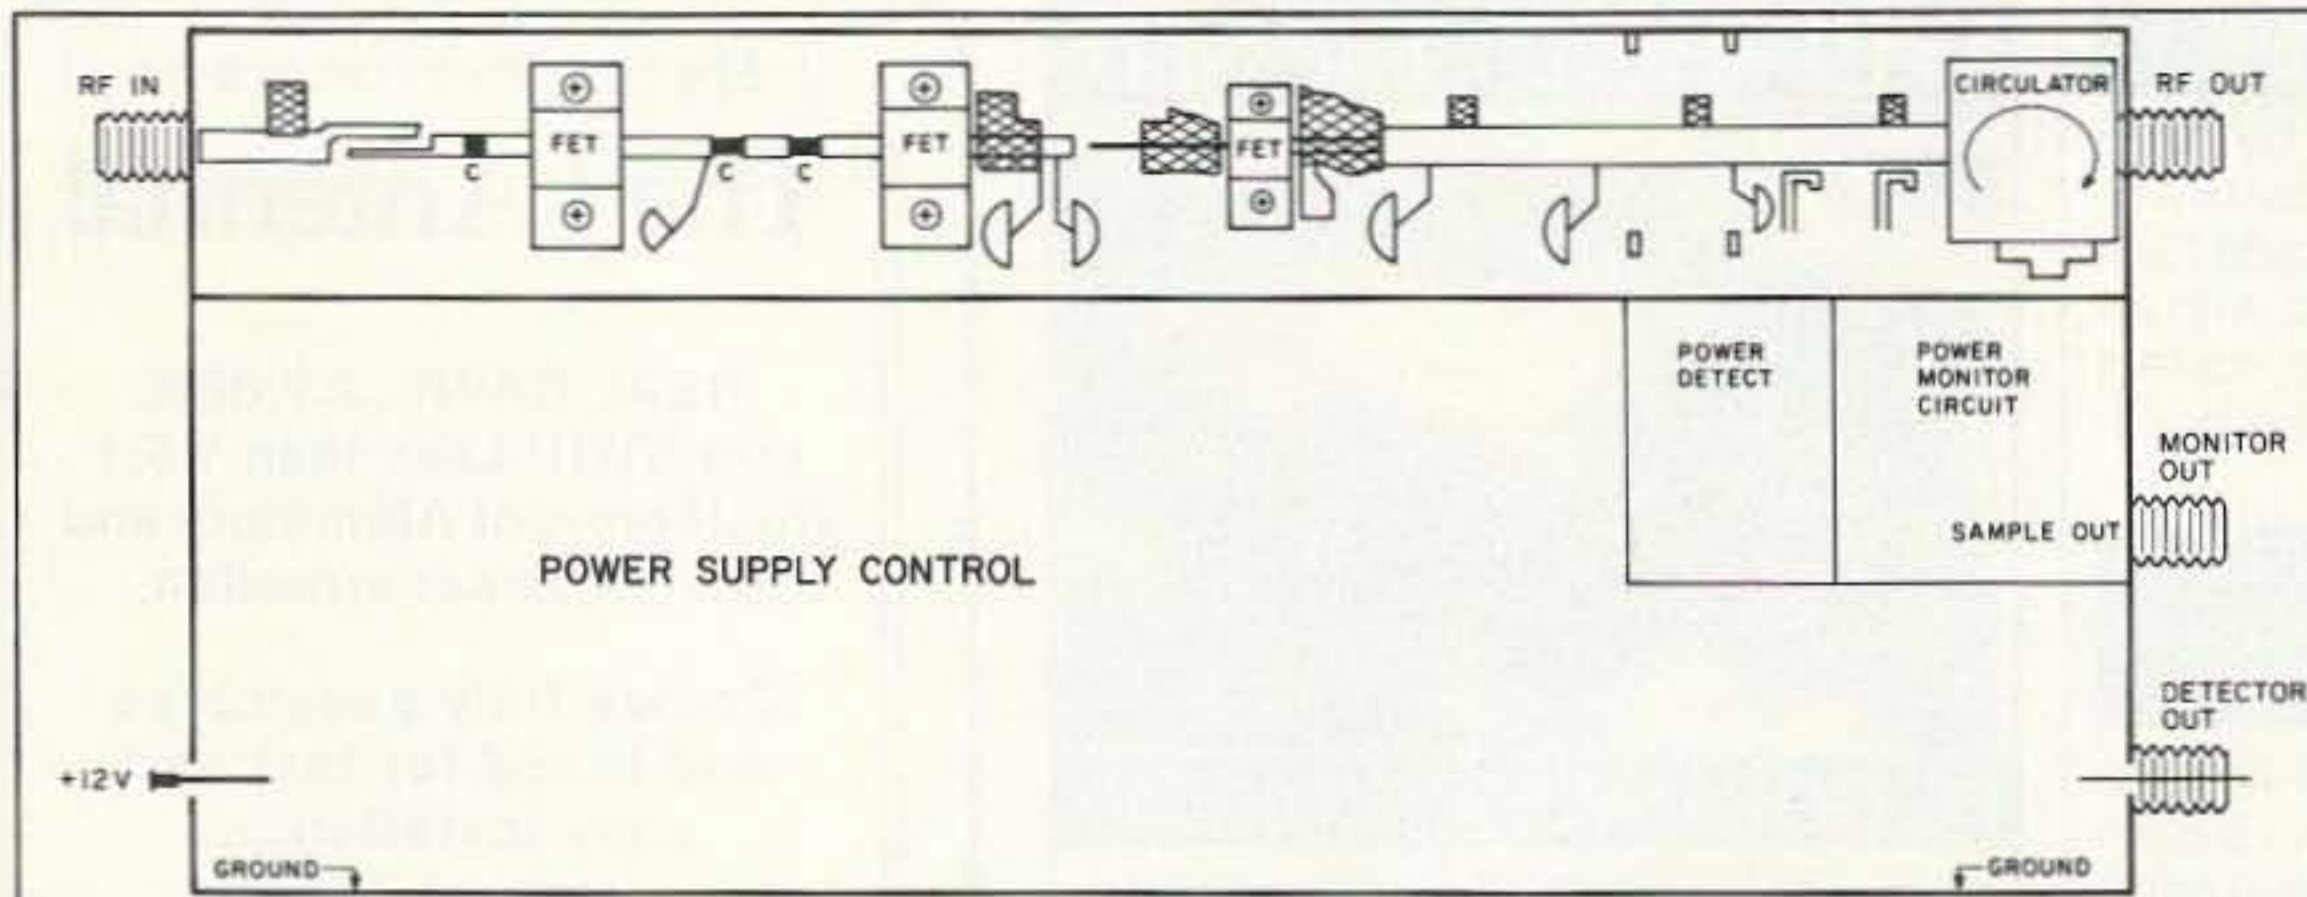 RF IN
FET
FET
FET
CIRCULATOR
RF OUT
C
C
C
POWER
DETECT
POWER
MONITOR
CIRCUIT
MONITOR
OUT
SAMPLE OUT
POWER SUPPLY CONTROL
DETECTOR
OUT
+12V
GROUND
GROUND